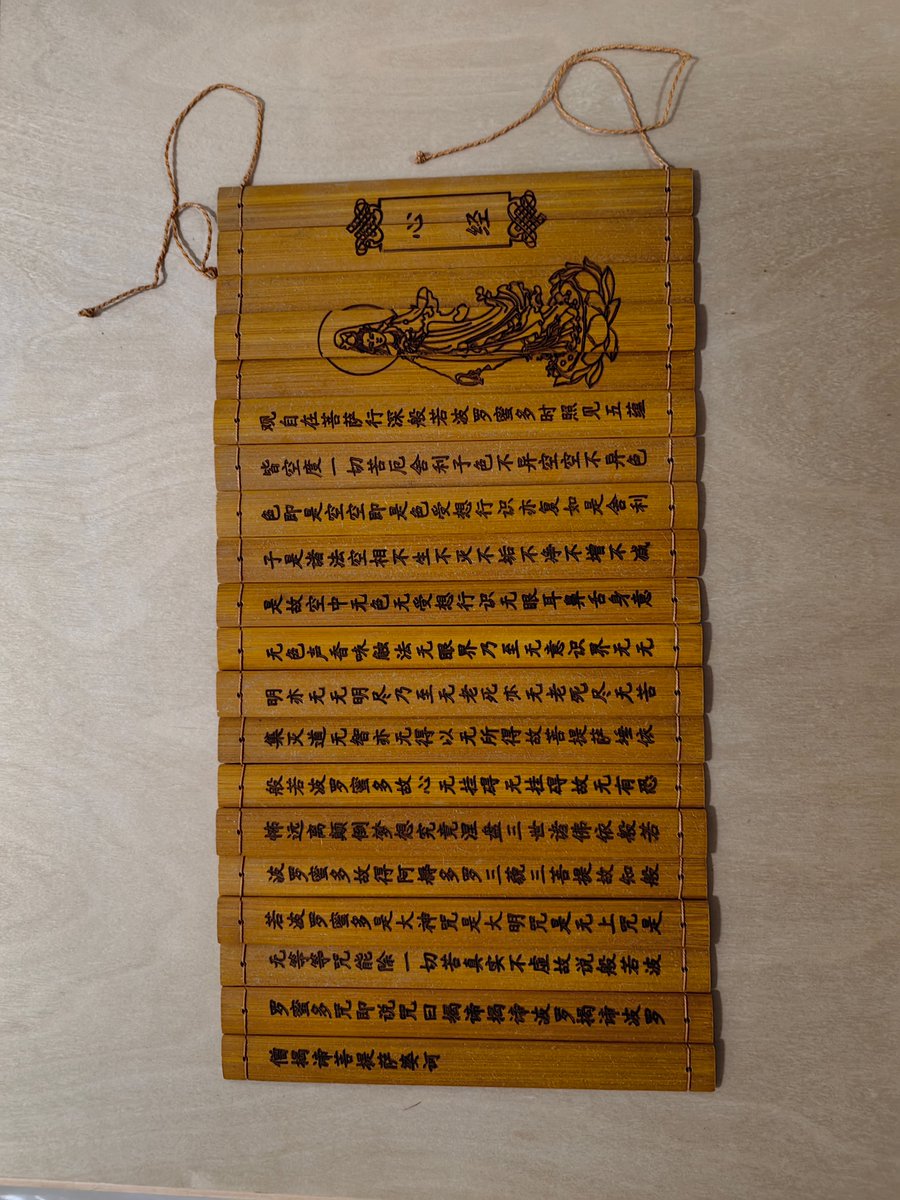 心经
观自在菩萨行深般若波罗蜜多时照见五蕴
皆空度一切苦厄舍利子色不异空空不异色
色即是空空即是色受想行识亦复如是舍利
子是诸法空相不生不灭不垢不净不增不减
是故空中无色无受想行识无眼耳鼻舌身意
无色声香味触法无眼界乃至无意识界无无
明亦无无明尽乃至无老死亦无老死尽无苦
集灭道无智亦无得以无所得故菩提萨埵依
般若波罗蜜多故心无挂碍无挂碍故无有恐
怖远离颠倒梦想究竟涅盘三世诸佛依般若
波罗蜜多故得阿耨多罗三藐三菩提故知般
若波罗蜜多是大神咒是大明咒是无上咒是
无等等咒能除一切苦真实不虚故说般若波
罗蜜多咒即说咒曰揭谛揭谛波罗揭谛波罗
僧揭谛菩提萨婆诃